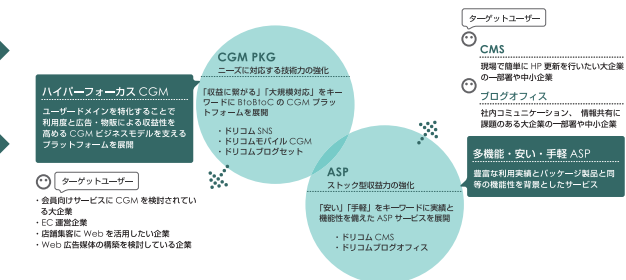 ハイパーフォーカス CGM
ユーザードメインを特化することで
利用度と広告・物販による収益性を
高める CGM ビジネスモデルを支える
プラットフォームを展開
ターゲットユーザー
・会員向けサービスに CGM を検討されてい
る大企業
・EC 運営企業
・店舗集客に Web を活用したい企業
・Web 広告媒体の構築を検討している企業
CGM PKG
ニーズに対応する技術力の強化
「収益に繋がる」「大規模対応」をキー
ワードに BtoBtoC の CGM プラッ
トフォームを展開
・ドリコム SNS
・ドリコムモバイル CGM
・ドリコムブログセット
ASP
ストック型収益力の強化
「安い」「手軽」をキーワードに実績と
機能性を備えた ASP サービスを展開
・ドリコム CMS
・ドリコムブログオフィス
ターゲットユーザー
CMS
現場で簡単に HP 更新を行いたい大企業
の一部署や中小企業
ブログオフィス
社内コミュニケーション、情報共有に
課題のある大企業の一部署や中小企業
多機能・安い・手軽 ASP
豊富な利用実績とパッケージ製品と同
等の機能性を背景としたサービス